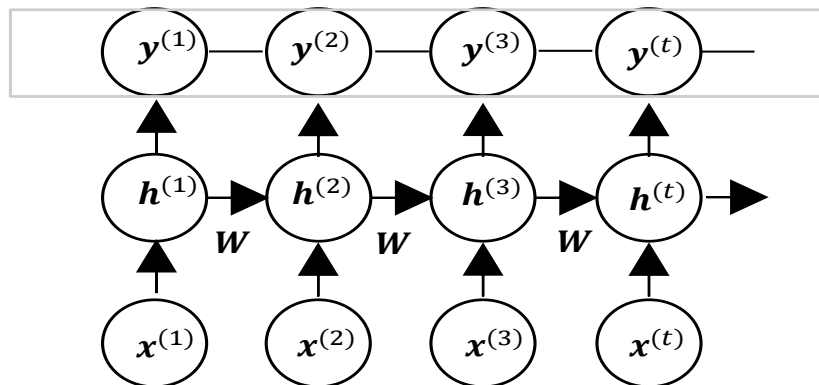 y(1) y(2) y(3) y(t)
h(1) h(2) h(3) h(t)
W W W
x(1) x(2) x(3) x(t)